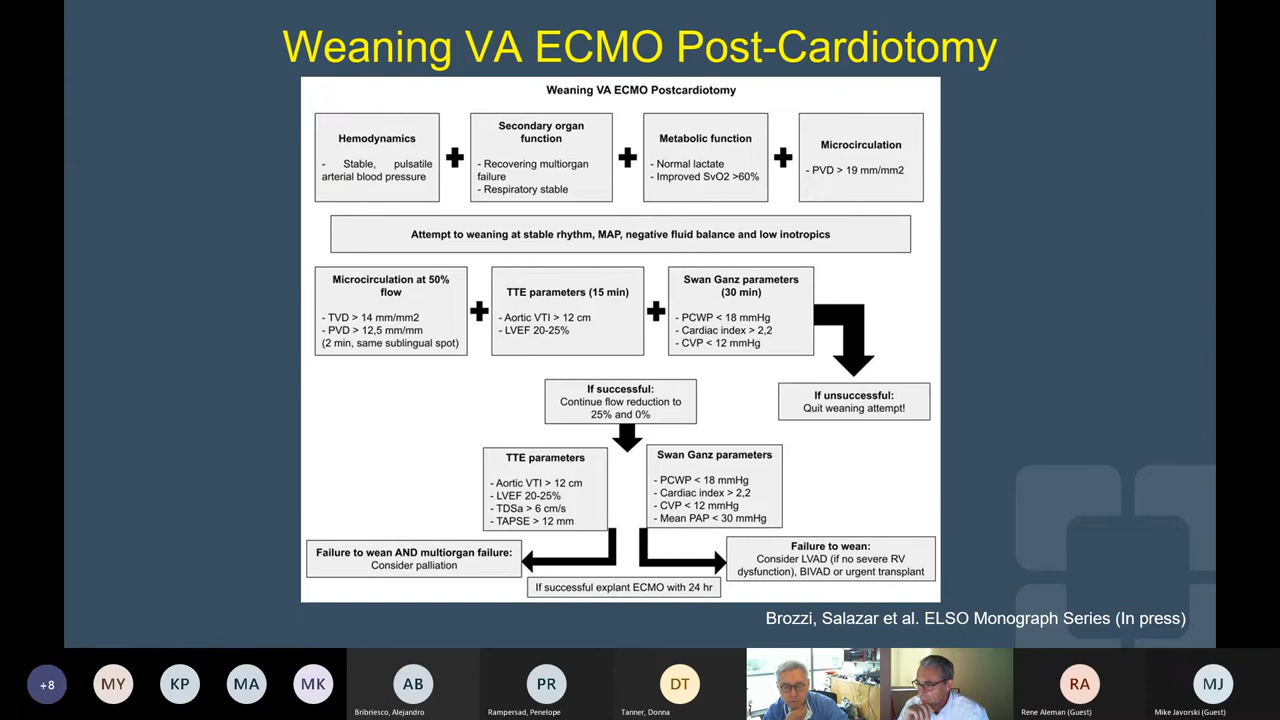 Weaning VA ECMO Post-Cardiotomy
Weaning VA ECMO Postcardiotomy
Hemodynamics
- Stable, pulsatile
arterial blood pressure
Secondary organ
function
- Recovering multiorgan
failure
- Respiratory stable
Metabolic function
- Normal lactate
- Improved SvO2 >60%
Microcirculation
- PVD > 19 mm/mm2
Attempt to weaning at stable rhythm, MAP, negative fluid balance and low inotropics
Microcirculation at 50%
flow
- TVD > 14 mm/mm2
- PVD > 12,5 mm/mm
(2 min, same sublingual spot)
TTE parameters (15 min)
- Aortic VTI > 12 cm
- LVEF 20-25%
Swan Ganz parameters
(30 min)
- PCWP < 18 mmHg
- Cardiac index > 2,2
- CVP < 12 mmHg
If successful:
Continue flow reduction to
25% and 0%
If unsuccessful:
Quit weaning attempt!
TTE parameters
- Aortic VTI > 12 cm
- LVEF 20-25%
- TDSa > 6 cm/s
- TAPSE > 12 mm
Swan Ganz parameters
- PCWP < 18 mmHg
- Cardiac index > 2,2
- CVP < 12 mmHg
- Mean PAP < 30 mmHg
Failure to wean AND multiorgan failure:
Consider palliation
Failure to wean:
Consider LVAD (if no severe RV
dysfunction), BIVAD or urgent transplant
If successful explant ECMO with 24 hr
Brozzi, Salazar et al. ELSO Monograph Series (In press)
+8
MY
KP
MA
MK
AB
Bribriesco, Alejandro
PR
Rampersad, Penelope
DT
Tanner, Donna
RA
Rene Aleman (Guest)
MJ
Mike Javorski (Guest)